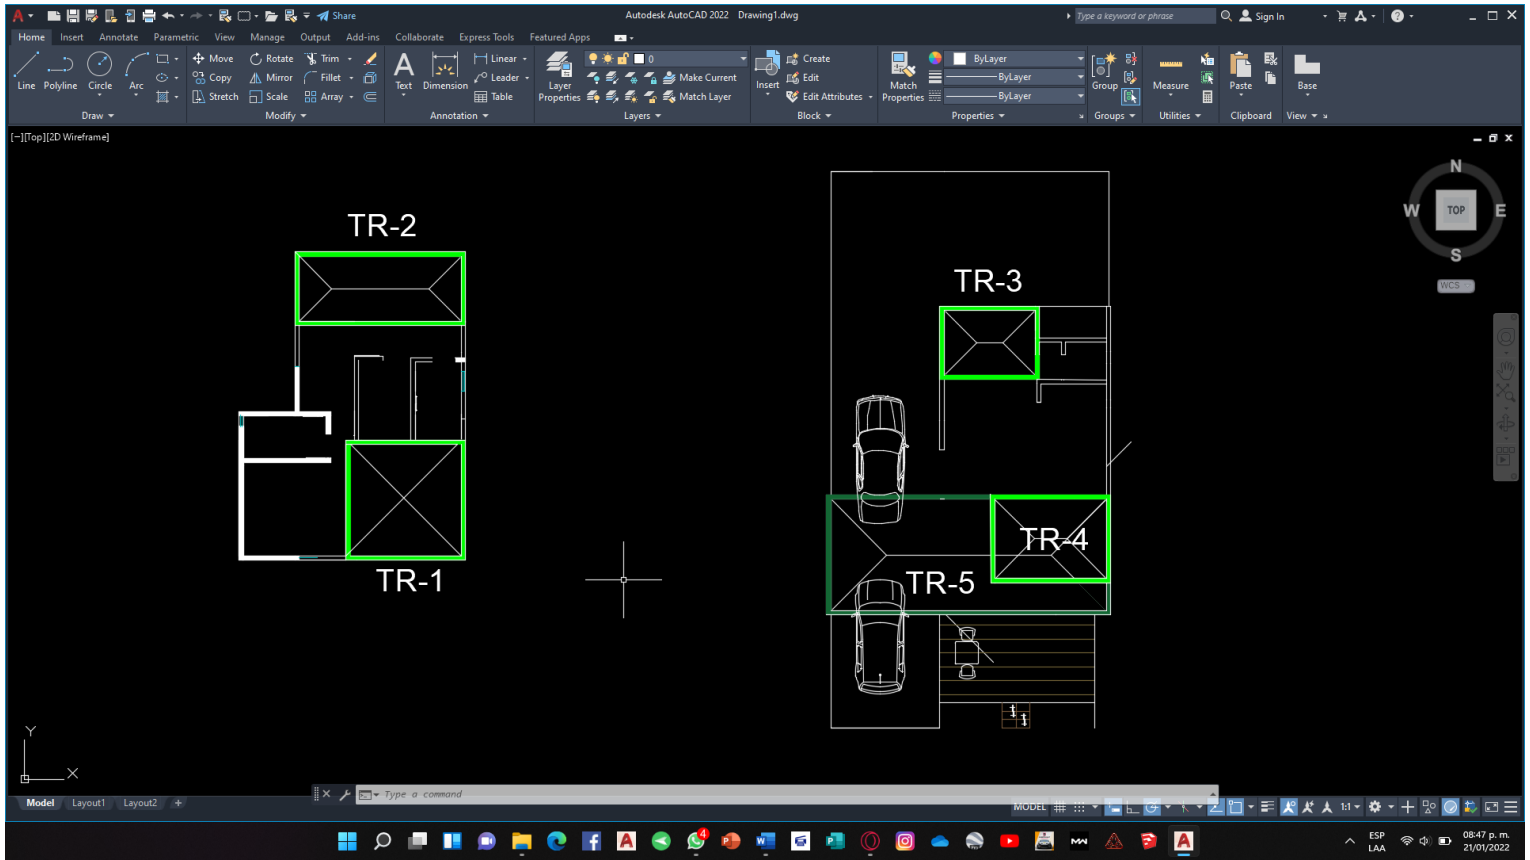 Share
Autodesk AutoCAD 2022 Drawing1.dwg
Type a keyword or phrase
Sign In
Home Insert Annotate Parametric View Manage Output Add-ins Collaborate Express Tools Featured Apps
Line Polyline Circle Arc
Move Rotate Trim
Copy Mirror Fillet
Stretch Scale Array
Text Dimension
Linear
Leader
Table
Layer Properties
0
Make Current
Match Layer
Insert
Create
Edit
Edit Attributes
Match Properties
ByLayer
ByLayer
ByLayer
Group
Measure
Paste
Base
Draw Modify Annotation Layers Block Properties Groups Utilities Clipboard View
[−][Top][2D Wireframe]
N
W TOP E
S
WCS
TR-2
TR-3
TR-4
TR-5
TR-1
Y
X
Type a command
Model Layout1 Layout2 +
MODEL
1:1
4
ESP
LAA
08:47 p. m.
21/01/2022